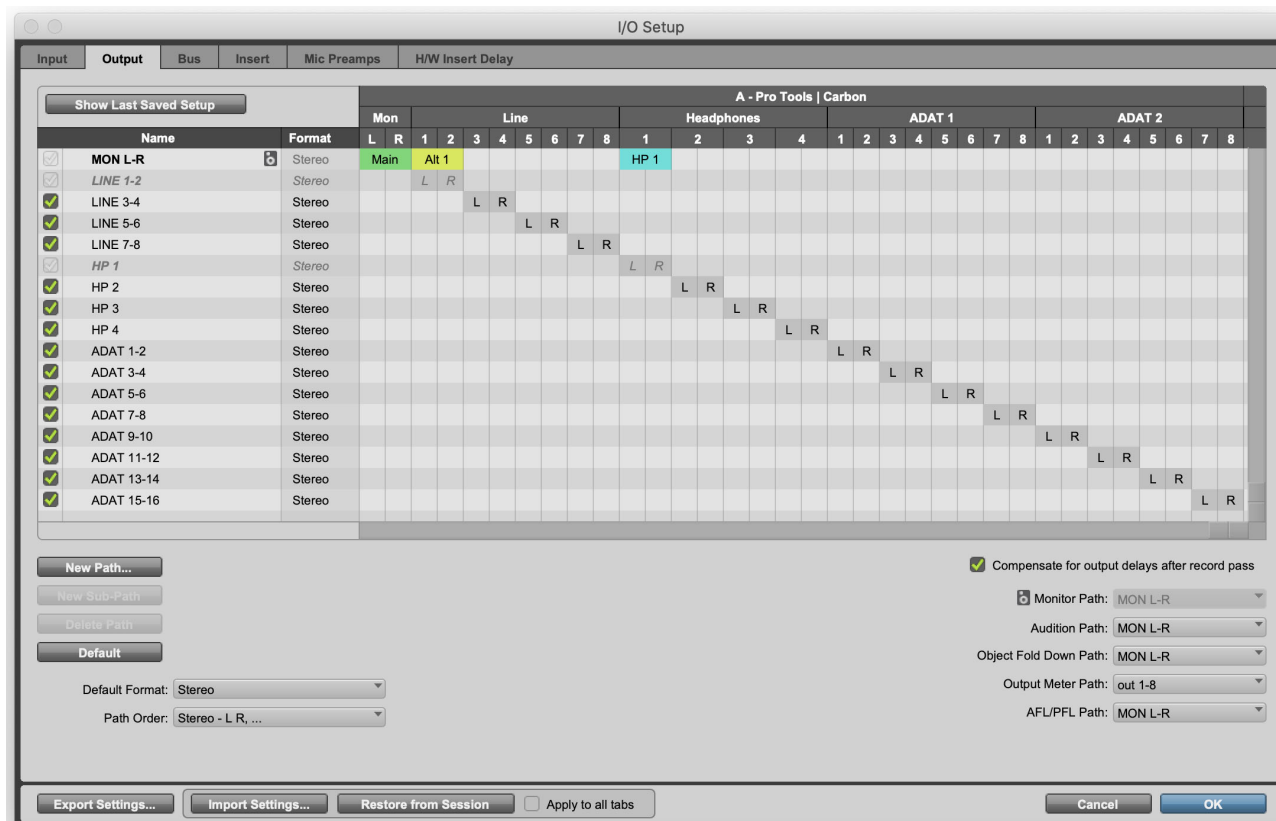 I/O Setup
Input Output Bus Insert Mic Preamps H/W Insert Delay
Show Last Saved Setup
A - Pro Tools | Carbon
Mon Line Headphones ADAT 1 ADAT 2
Name Format L R 1 2 3 4 5 6 7 8 1 2 3 4 1 2 3 4 5 6 7 8 1 2 3 4 5 6 7 8
MON L-R Stereo Main Alt 1 HP 1
LINE 1-2 Stereo L R
LINE 3-4 Stereo L R
LINE 5-6 Stereo L R
LINE 7-8 Stereo L R
HP 1 Stereo L R
HP 2 Stereo L R
HP 3 Stereo L R
HP 4 Stereo L R
ADAT 1-2 Stereo L R
ADAT 3-4 Stereo L R
ADAT 5-6 Stereo L R
ADAT 7-8 Stereo L R
ADAT 9-10 Stereo L R
ADAT 11-12 Stereo L R
ADAT 13-14 Stereo L R
ADAT 15-16 Stereo L R
New Path...
New Sub-Path
Delete Path
Default
Default Format: Stereo
Path Order: Stereo - L R, ...
Compensate for output delays after record pass
Monitor Path: MON L-R
Audition Path: MON L-R
Object Fold Down Path: MON L-R
Output Meter Path: out 1-8
AFL/PFL Path: MON L-R
Export Settings... Import Settings... Restore from Session Apply to all tabs Cancel OK